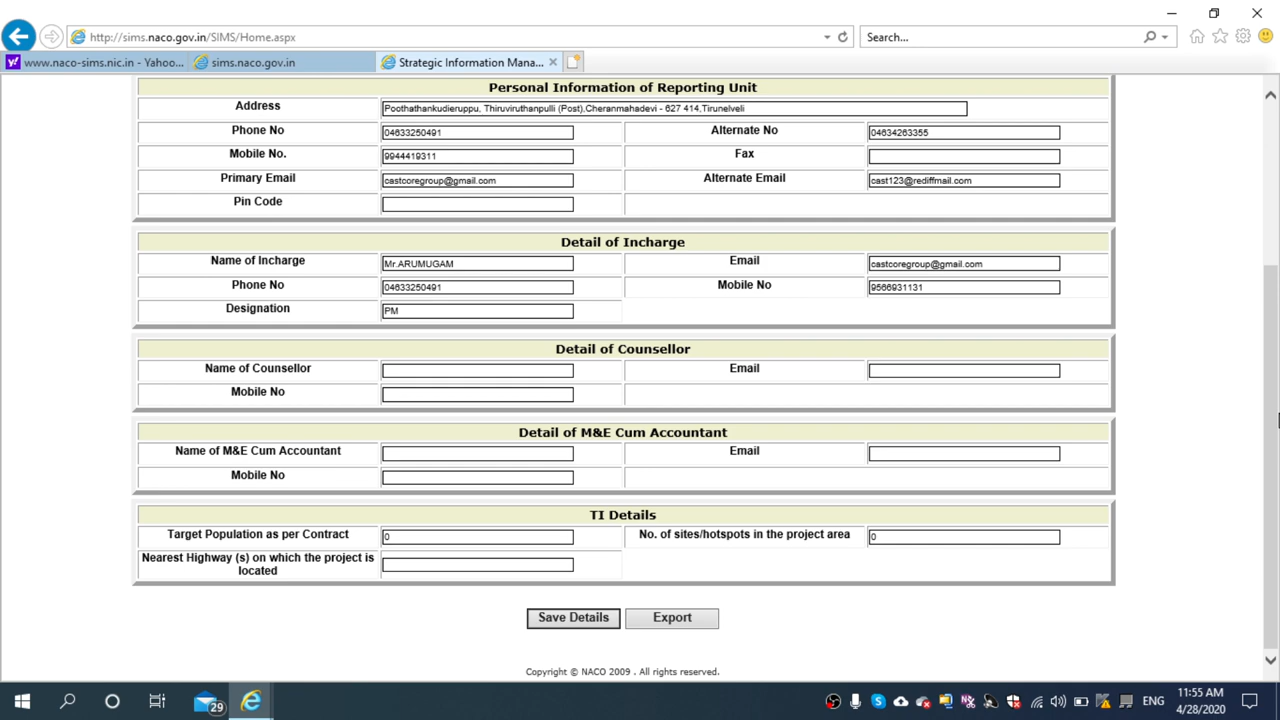 http://sims.naco.gov.in/SIMS/Home.aspx
Search...
www.naco-sims.nic.in - Yahoo...
sims.naco.gov.in
Strategic Information Mana...
Personal Information of Reporting Unit
Address Poothathankudieruppu, Thiruviruthanpulli (Post),Cheranmahadevi - 627 414,Tirunelveli
Phone No 04633250491 Alternate No 04634263355
Mobile No. 9944419311 Fax
Primary Email castcoregroup@gmail.com Alternate Email cast123@rediffmail.com
Pin Code
Detail of Incharge
Name of Incharge Mr.ARUMUGAM Email castcoregroup@gmail.com
Phone No 04633250491 Mobile No 9566931131
Designation PM
Detail of Counsellor
Name of Counsellor Email
Mobile No
Detail of M&E Cum Accountant
Name of M&E Cum Accountant Email
Mobile No
TI Details
Target Population as per Contract 0 No. of sites/hotspots in the project area 0
Nearest Highway (s) on which the project is
located
Save Details Export
Copyright © NACO 2009 . All rights reserved.
29
ENG
11:55 AM
4/28/2020